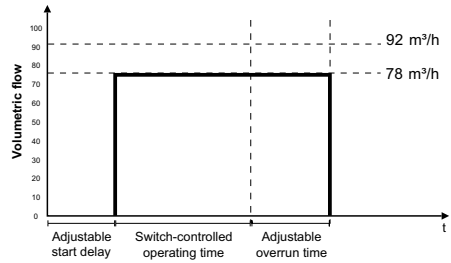 Volumetric flow
100
90
80
70
60
50
40
30
20
10
0
92 m³/h
78 m³/h
t
Adjustable
start delay
Switch-controlled
operating time
Adjustable
overrun time